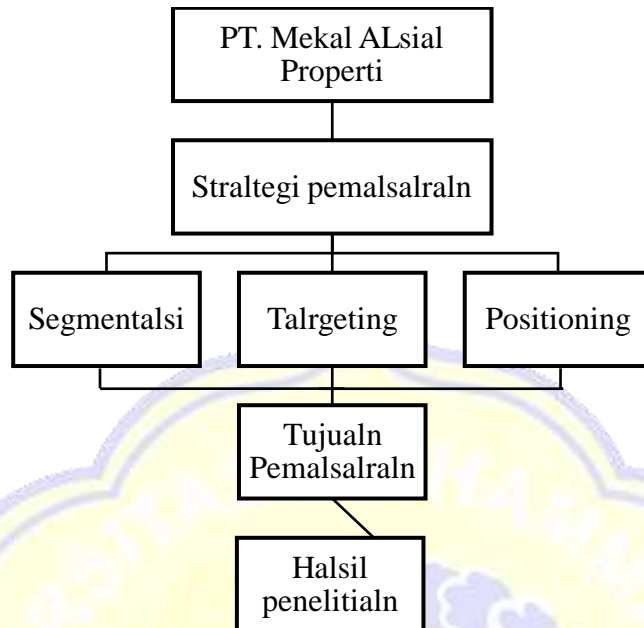 PT. Mekal ALsial
Properti
Straltegi pemalsalraln
Segmentalsi
Talrgeting
Positioning
Tujualn
Pemalsalraln
Halsil
penelitialn